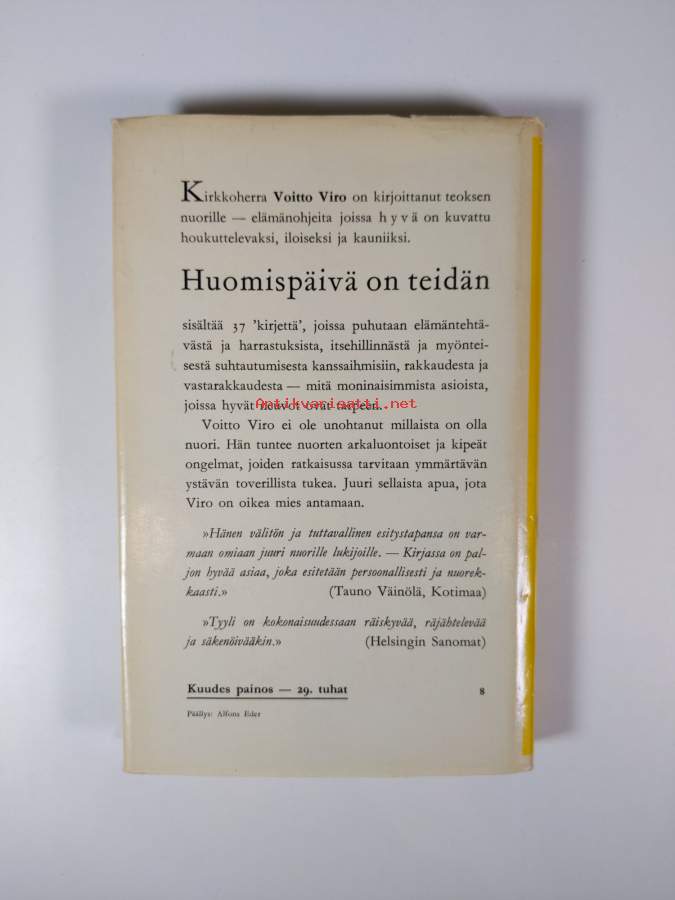 Kirkkoherra Voitto Viro on kirjoittanut teoksen
nuorille — elämänohjeita joissa hyvä on kuvattu
houkuttelevaksi, iloiseksi ja kauniiksi.
Huomispäivä on teidän
sisältää 37 'kirjettä', joissa puhutaan elämäntehtä-
västä ja harrastuksista, itsehillinnästä ja myöntei-
sestä suhtautumisesta kanssaihmisiin, rakkaudesta ja
vastarakkaudesta — mitä moninaisimmista asioista,
joissa hyvät neuvot ovat tarpeen.
Antikvariaatti.net
Voitto Viro ei ole unohtanut millaista on olla
nuori. Hän tuntee nuorten arkaluontoiset ja kipeät
ongelmat, joiden ratkaisussa tarvitaan ymmärtävän
ystävän toverillista tukea. Juuri sellaista apua, jota
Viro on oikea mies antamaan.
»Hänen välitön ja tuttavallinen esitystapansa on var-
maan omiaan juuri nuorille lukijoille. — Kirjassa on pal-
jon hyvää asiaa, joka esitetään persoonallisesti ja nuorek-
kaasti.» (Tauno Väinölä, Kotimaa)
»Tyyli on kokonaisuudessaan räiskyvää, räjähtelevää
ja säkenöivääkin.» (Helsingin Sanomat)
Kuudes painos — 29. tuhat 8
Päällys: Alfons Eder